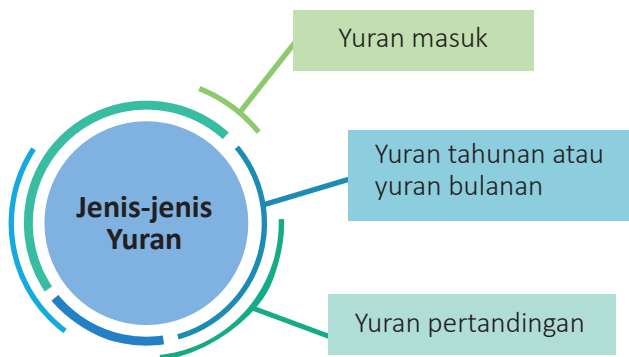 Yuran masuk
Jenis-jenis
Yuran
Yuran tahunan atau
yuran bulanan
Yuran pertandingan